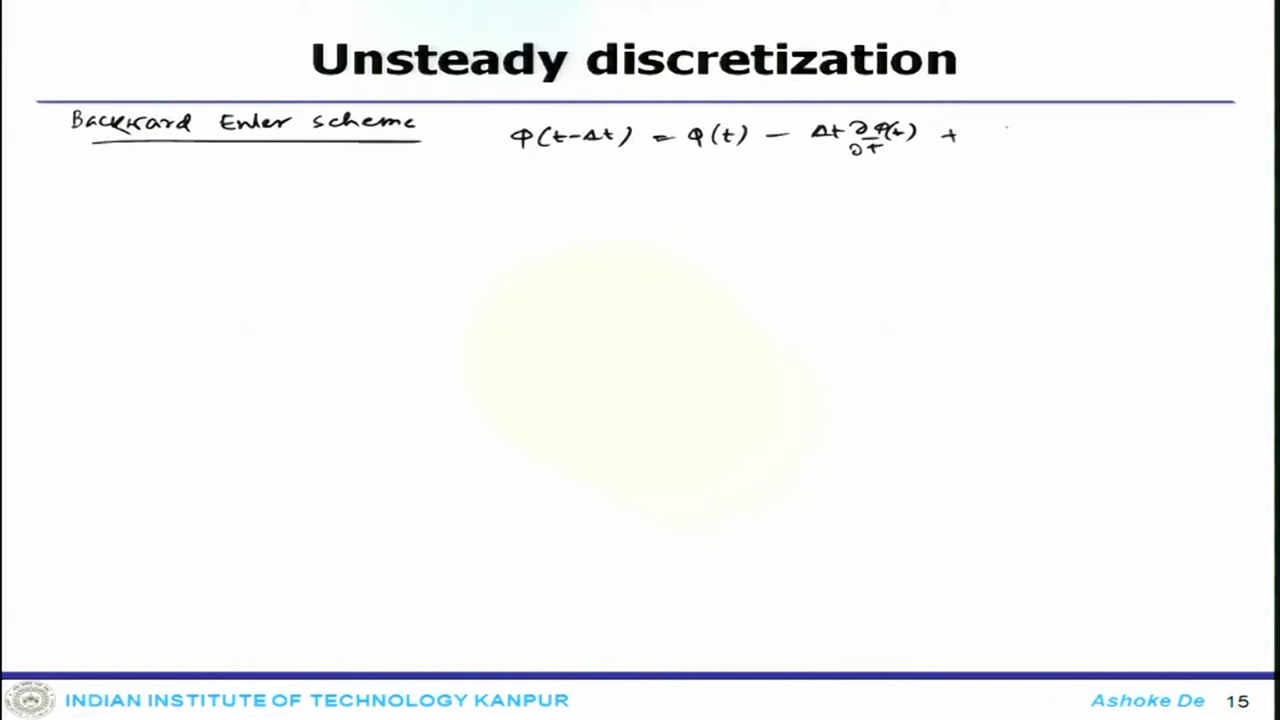 Unsteady discretization
Backward Euler scheme φ(t-Δt) = φ(t) - Δt ∂φ(t)/∂t +
INDIAN INSTITUTE OF TECHNOLOGY KANPUR Ashoke De 15